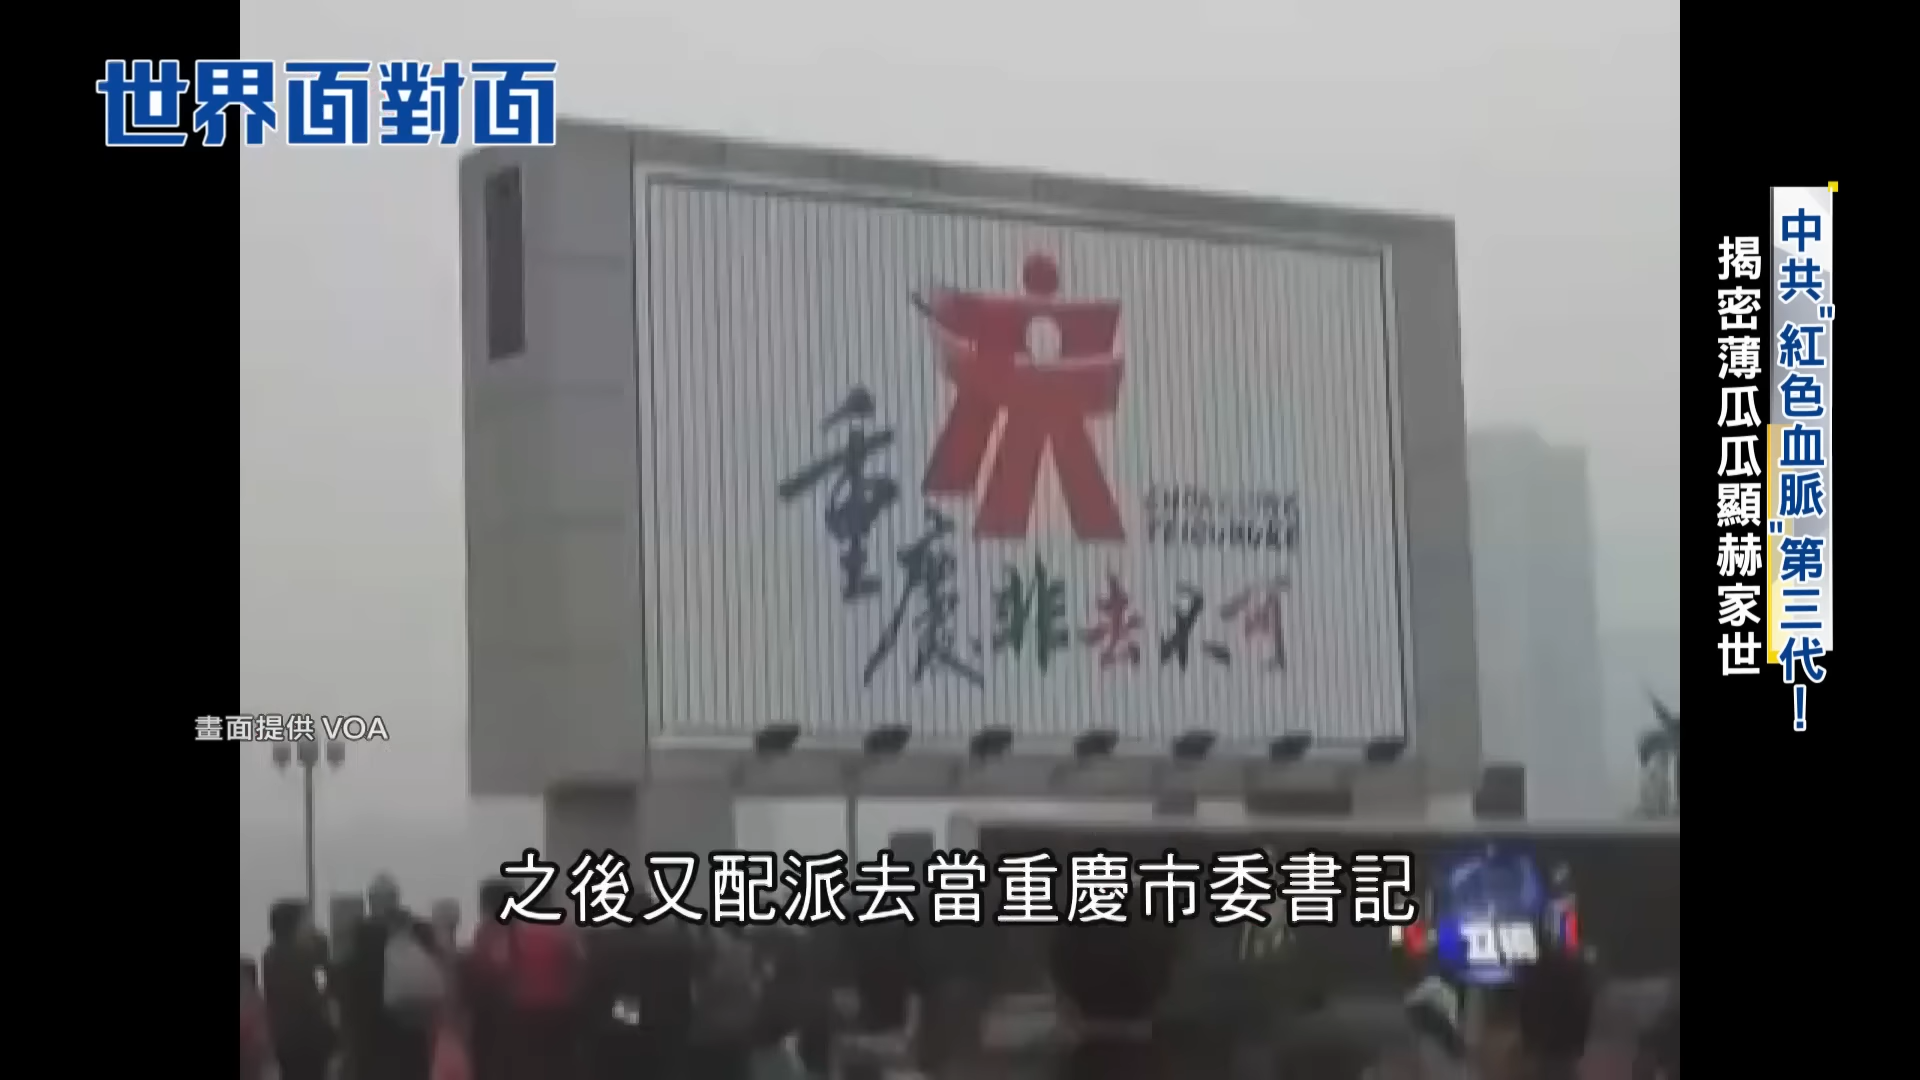 世界面對面
中共"紅色血脈"第三代！
揭密薄瓜瓜顯赫家世
重慶非去不可
畫面提供 VOA
之後又配派去當重慶市委書記